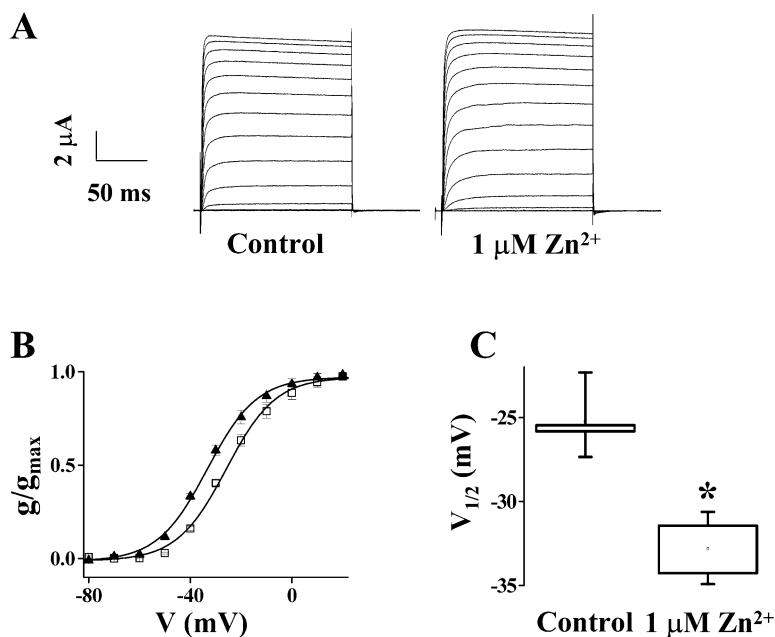 A
2 μA
50 ms
Control
1 μM Zn²⁺
B
g/gmax
1.0
0.5
0.0
-80
-40
0
V (mV)
C
V1/2 (mV)
-25
-30
-35
*
Control 1 μM Zn²⁺